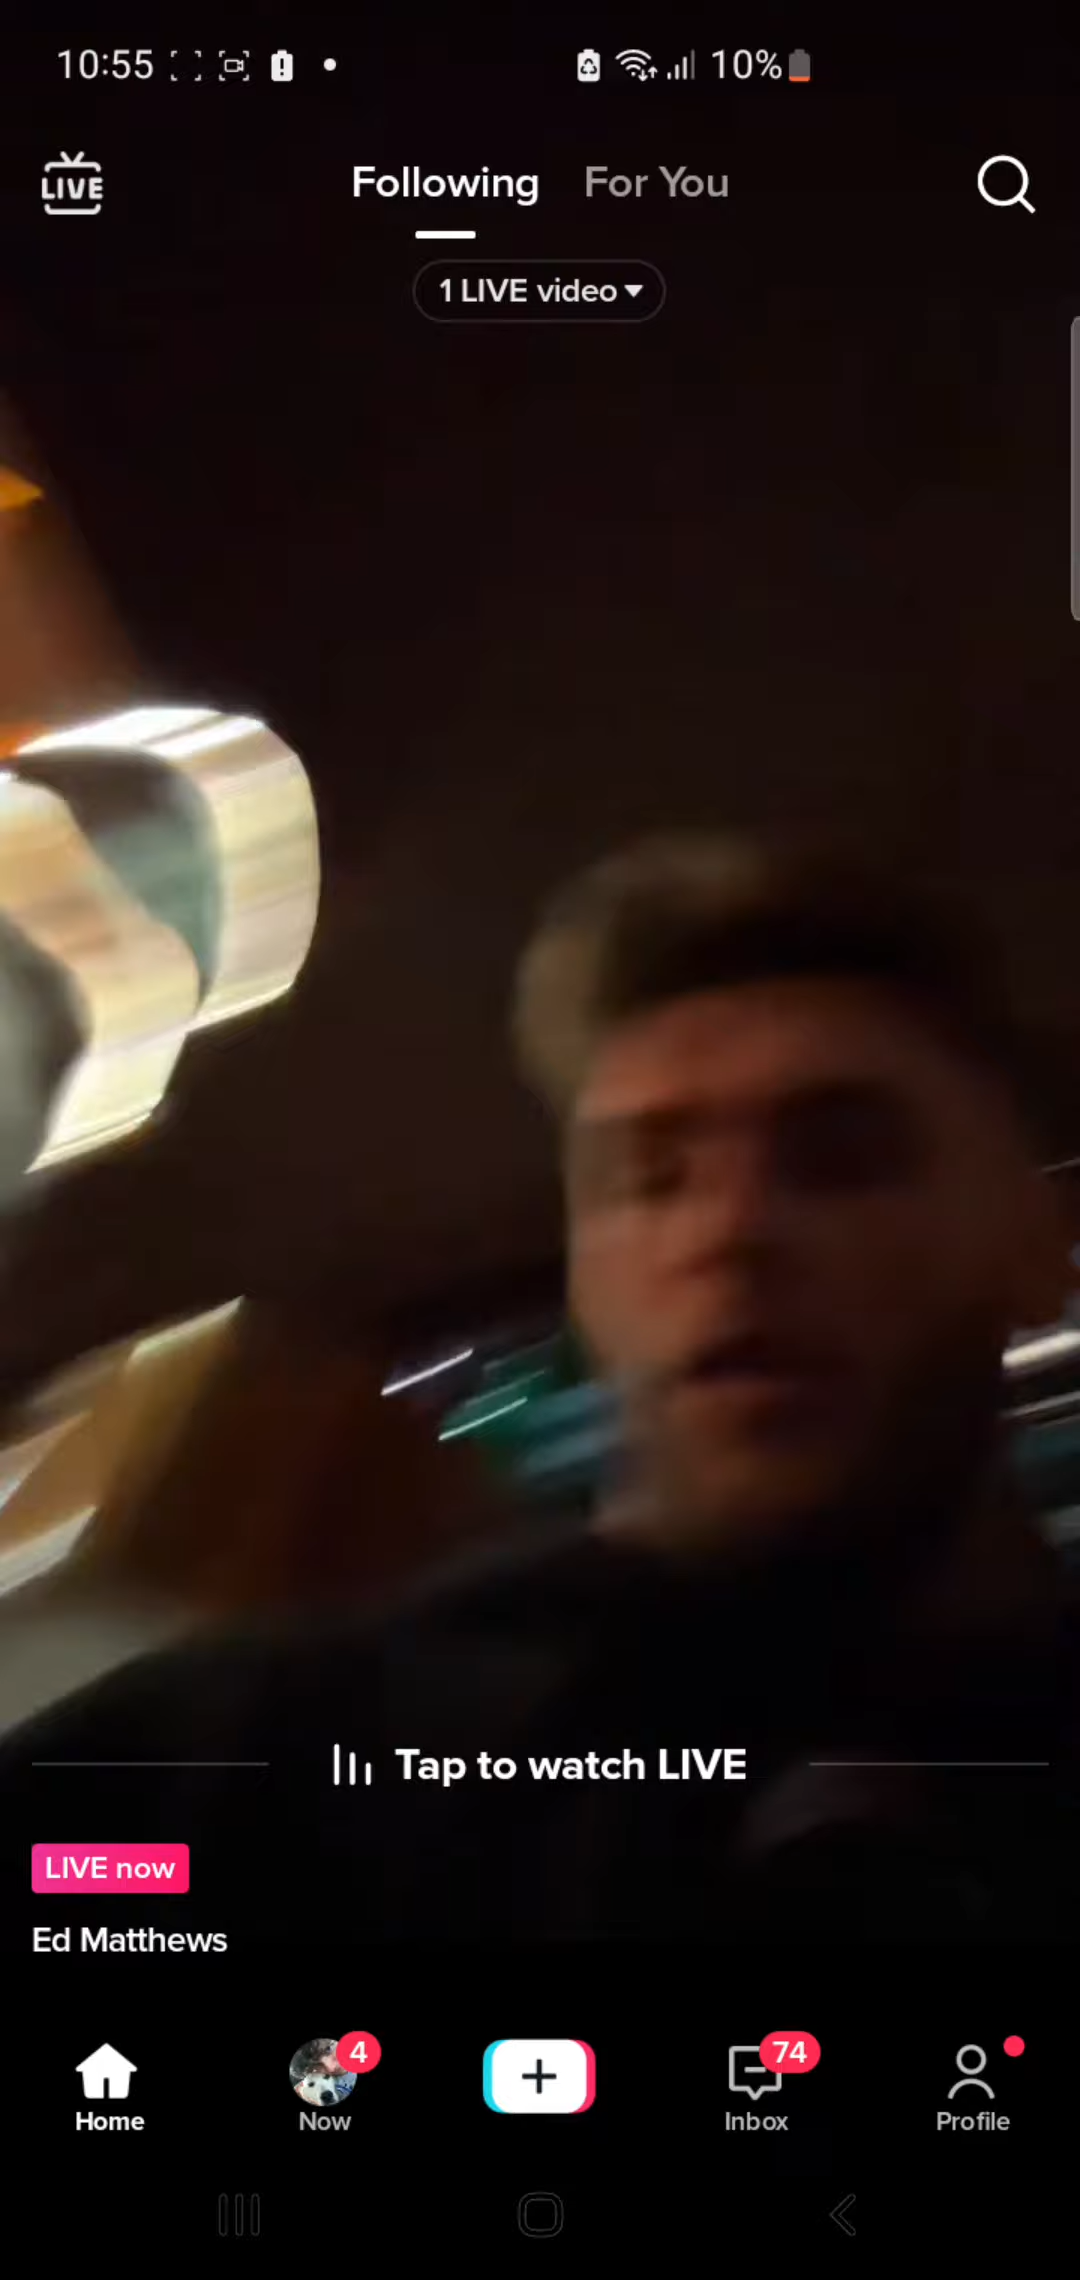 10:55 10%
LIVE Following For You
1 LIVE video
Tap to watch LIVE
LIVE now
Ed Matthews
4 74
Home Now Inbox Profile